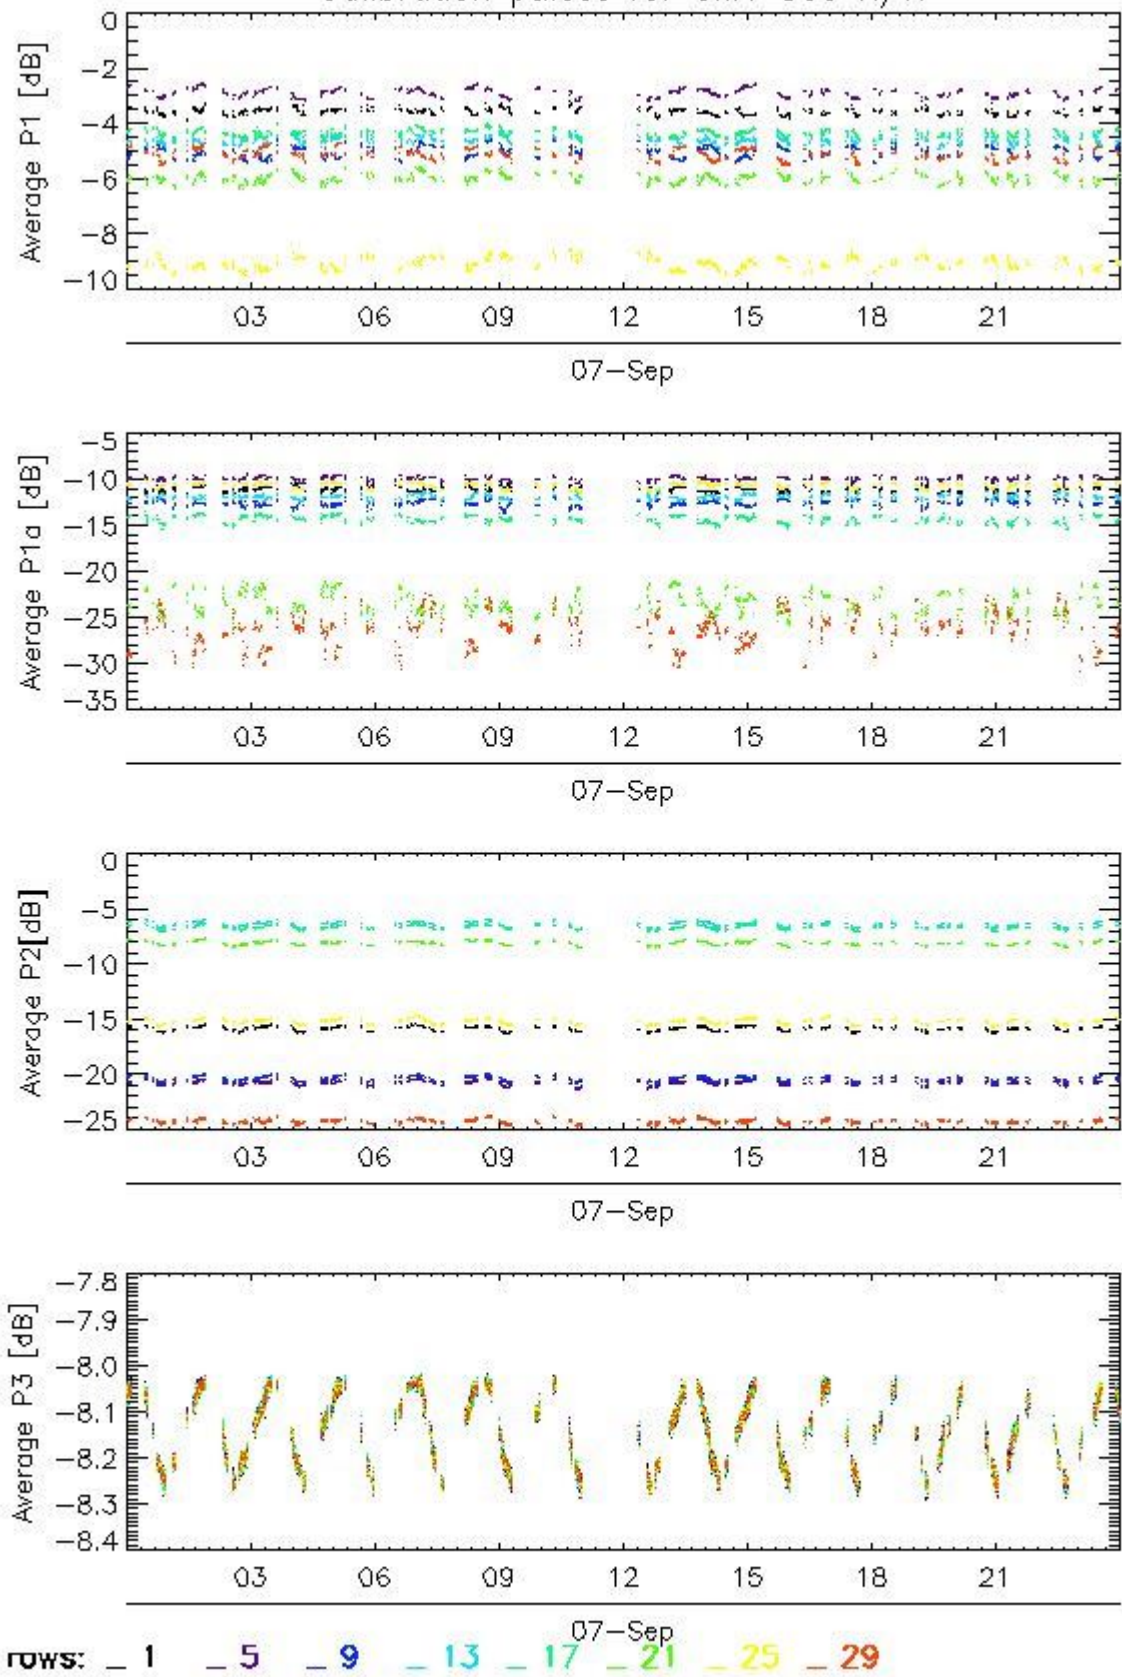 Average P1 [dB]
0
-2
-4
-6
-8
-10
03 06 09 12 15 18 21
07-Sep
Average P1a [dB]
-5
-10
-15
-20
-25
-30
-35
03 06 09 12 15 18 21
07-Sep
Average P2[dB]
0
-5
-10
-15
-20
-25
03 06 09 12 15 18 21
07-Sep
Average P3 [dB]
-7.8
-7.9
-8.0
-8.1
-8.2
-8.3
-8.4
03 06 09 12 15 18 21
07-Sep
rows: _ 1 _ 5 _ 9 _ 13 _ 17 _ 21 _ 25 _ 29